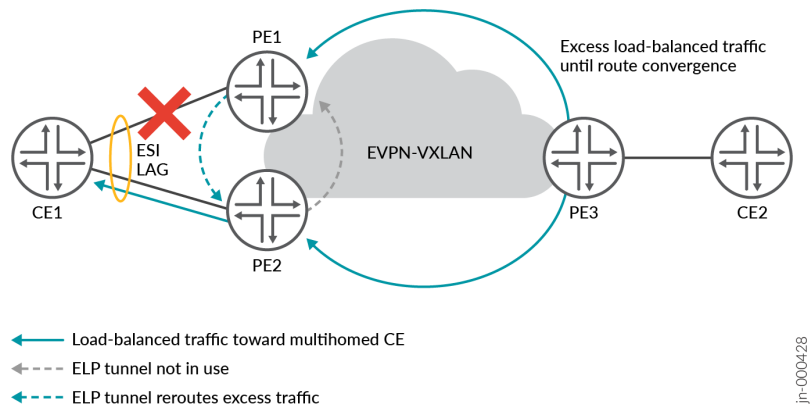 PE1
Excess load-balanced traffic
until route convergence
ESI
LAG
EVPN-VXLAN
CE1
PE2
PE3
CE2
Load-balanced traffic toward multihomed CE
ELP tunnel not in use
ELP tunnel reroutes excess traffic
jn-000428